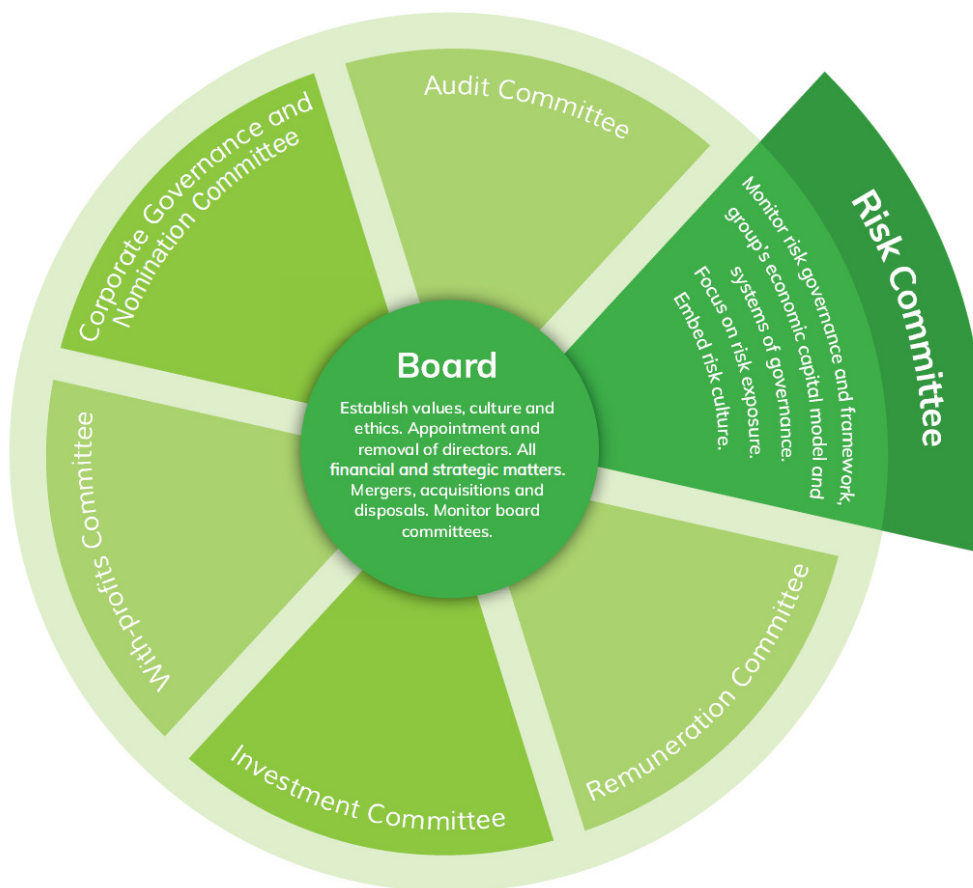 Audit Committee
Risk Committee
Monitor risk governance and framework,
group's economic capital model and
systems of governance.
Focus on risk exposure.
Embed risk culture.
Remuneration Committee
Investment Committee
With-profits Committee
Corporate Governance and
Nomination Committee
Board
Establish values, culture and
ethics. Appointment and
removal of directors. All
financial and strategic matters.
Mergers, acquisitions and
disposals. Monitor board
committees.